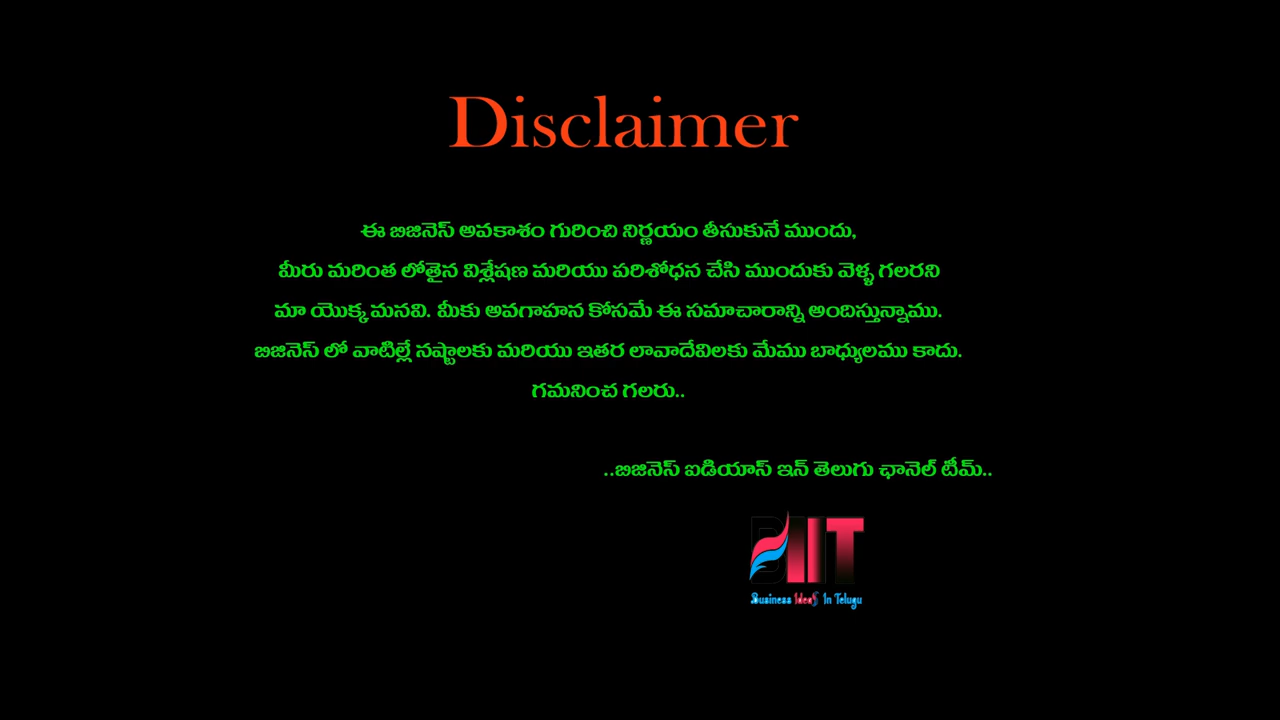 Disclaimer
ఈ బిజినెస్ అవకాశం గురించి నిర్ణయం తీసుకునే ముందు,
మీరు మరింత లోతైన విశ్లేషణ మరియు పరిశోధన చేసి ముందుకు వెళ్ళ గలరని
మా యొక్క మనవి. మీకు అవగాహన కోసమే ఈ సమాచారాన్ని అందిస్తున్నాము.
బిజినెస్ లో వాటిల్లే నష్టాలకు మరియు ఇతర లావాదేవిలకు మేము బాధ్యులము కాదు.
గమనించ గలరు..
..బిజినెస్ ఐడియాస్ ఇన్ తెలుగు ఛానెల్ టీమ్..
BIIT
Business IdeaS In Telugu